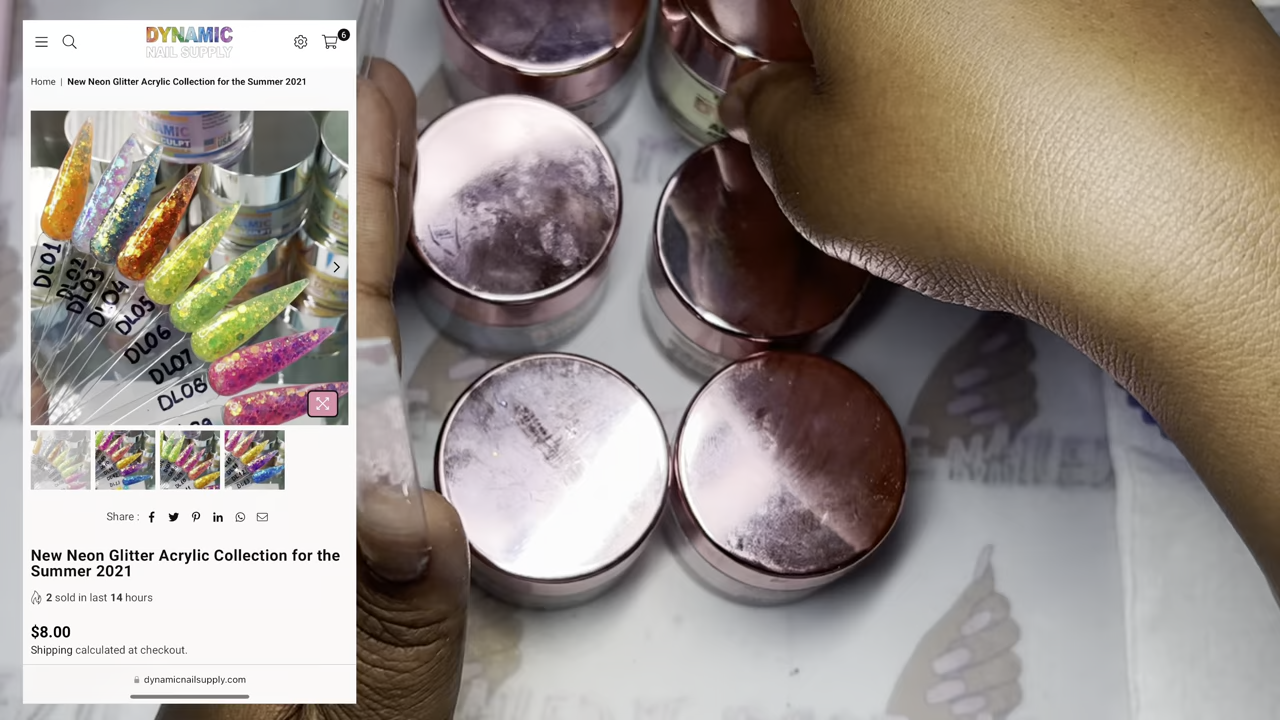 DYNAMIC
NAIL SUPPLY
6
Home | New Neon Glitter Acrylic Collection for the Summer 2021
DL01
DL02
DL03
DL04
DL05
DL06
DL07
DL08
Share :
New Neon Glitter Acrylic Collection for the
Summer 2021
2 sold in last 14 hours
$8.00
Shipping calculated at checkout.
dynamicnailsupply.com